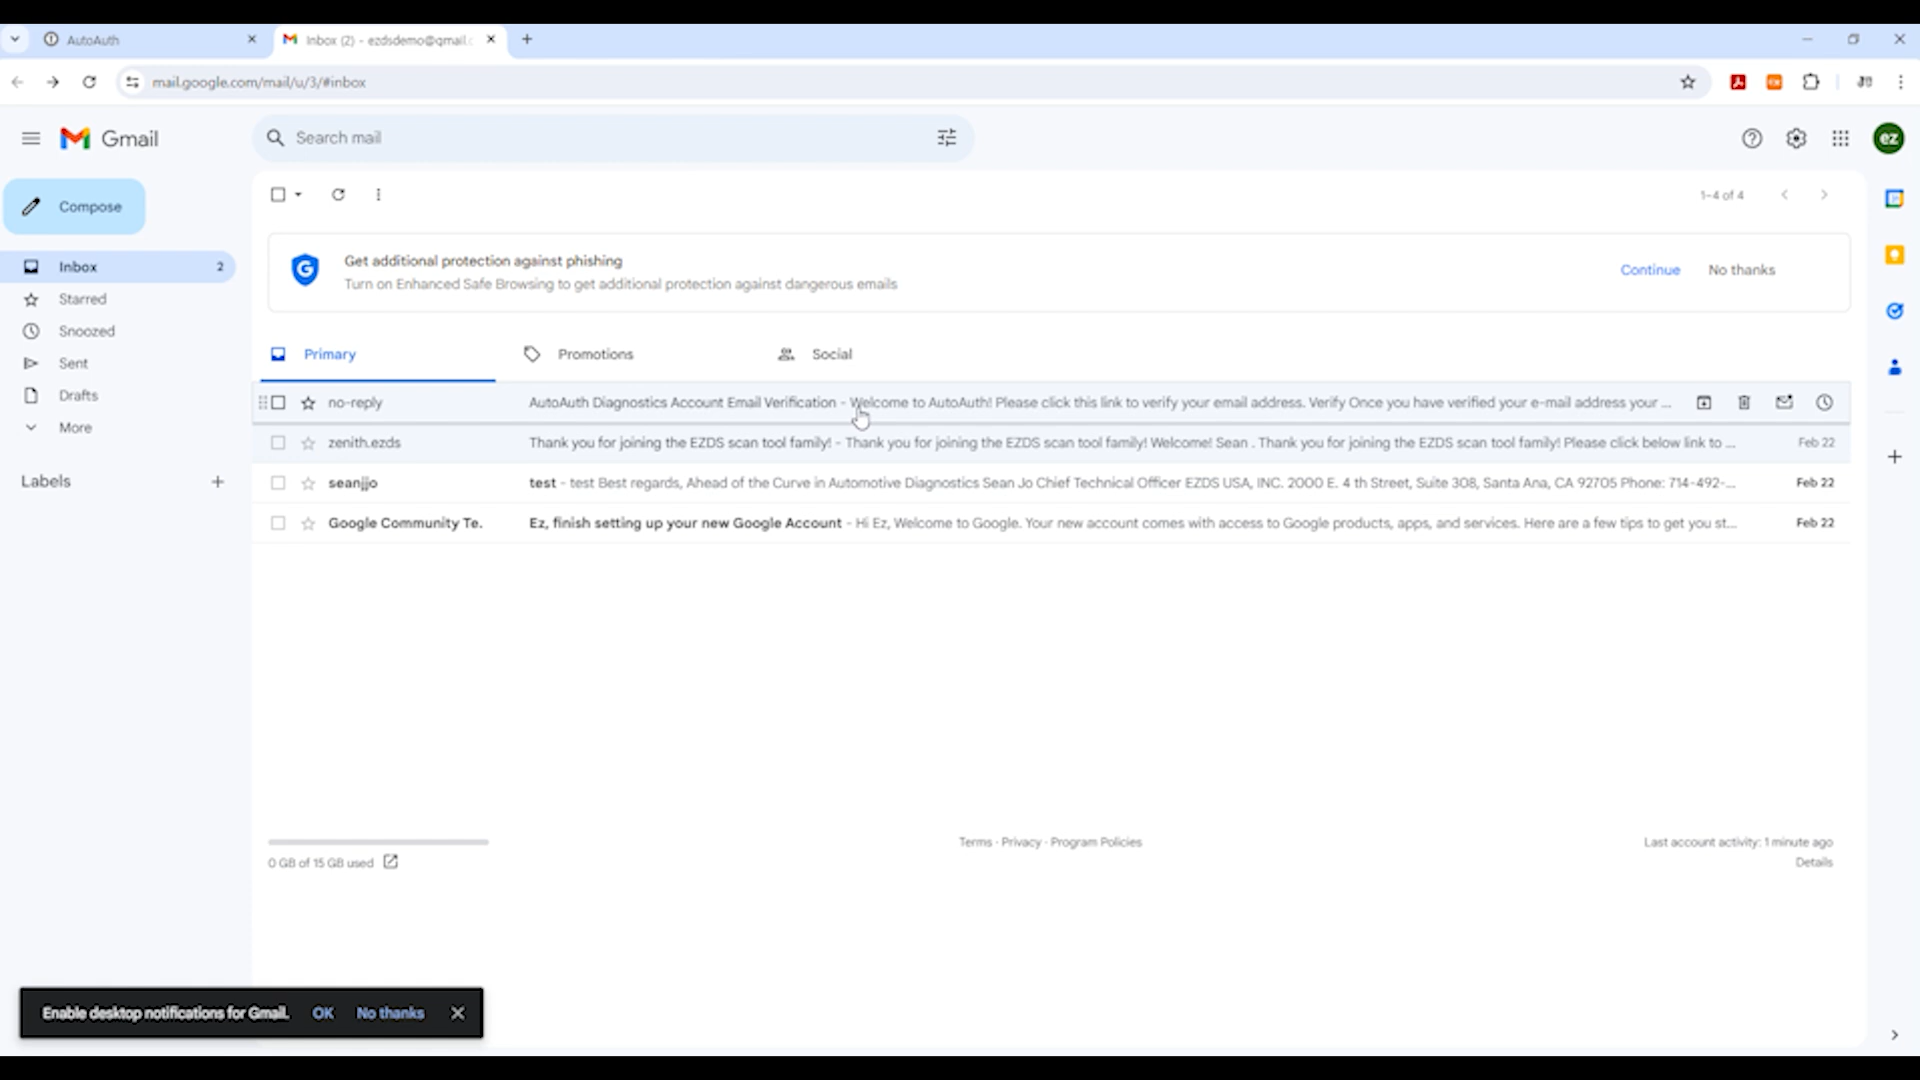 AutoAuth
Inbox (2) - ezdsdemo@gmail.c
mail.google.com/mail/u/3/#inbox
Gmail
Search mail
ez
Compose
1-4 of 4
Inbox 2
Starred
Snoozed
Sent
Drafts
More
Labels
Get additional protection against phishing
Turn on Enhanced Safe Browsing to get additional protection against dangerous emails
Continue No thanks
Primary Promotions Social
no-reply AutoAuth Diagnostics Account Email Verification - Welcome to AutoAuth! Please click this link to verify your email address. Verify Once you have verified your e-mail address your ...
zenith.ezds Thank you for joining the EZDS scan tool family! - Thank you for joining the EZDS scan tool family! Welcome! Sean . Thank you for joining the EZDS scan tool family! Please click below link to ... Feb 22
seanjjo test - test Best regards, Ahead of the Curve in Automotive Diagnostics Sean Jo Chief Technical Officer EZDS USA, INC. 2000 E. 4 th Street, Suite 308, Santa Ana, CA 92705 Phone: 714-492-... Feb 22
Google Community Te. Ez, finish setting up your new Google Account - Hi Ez, Welcome to Google. Your new account comes with access to Google products, apps, and services. Here are a few tips to get you st... Feb 22
0 GB of 15 GB used
Terms · Privacy · Program Policies
Last account activity: 1 minute ago
Details
Enable desktop notifications for Gmail. OK No thanks